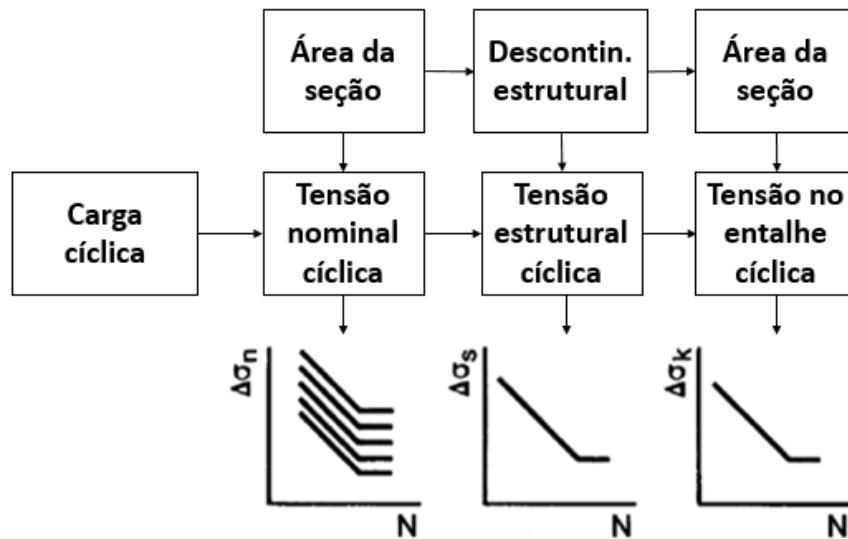 Área da
seção
Descontin.
estrutural
Área da
seção
Carga
cíclica
Tensão
nominal
cíclica
Tensão
estrutural
cíclica
Tensão no
entalhe
cíclica
Δσn
N
Δσs
N
Δσk
N